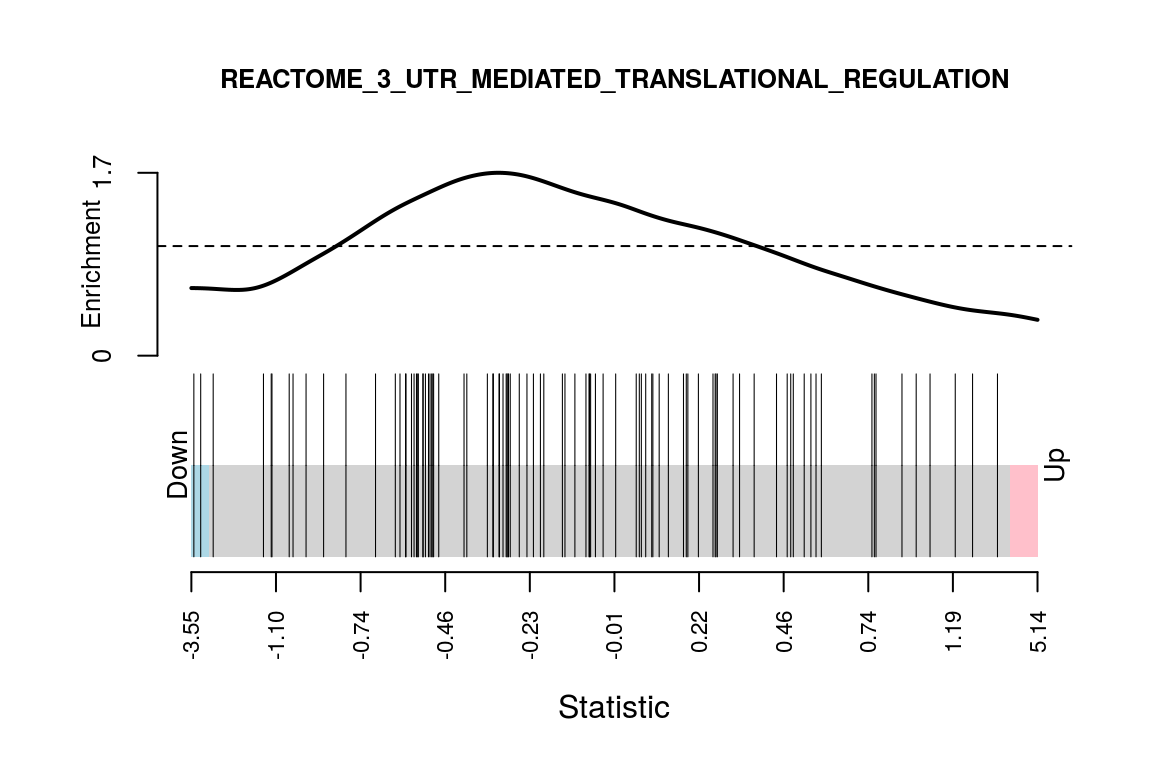 REACTOME_3_UTR_MEDIATED_TRANSLATIONAL_REGULATION
1.7
Enrichment
0
Down
Up
-3.55
-1.10
-0.74
-0.46
-0.23
-0.01
0.22
0.46
0.74
1.19
5.14
Statistic